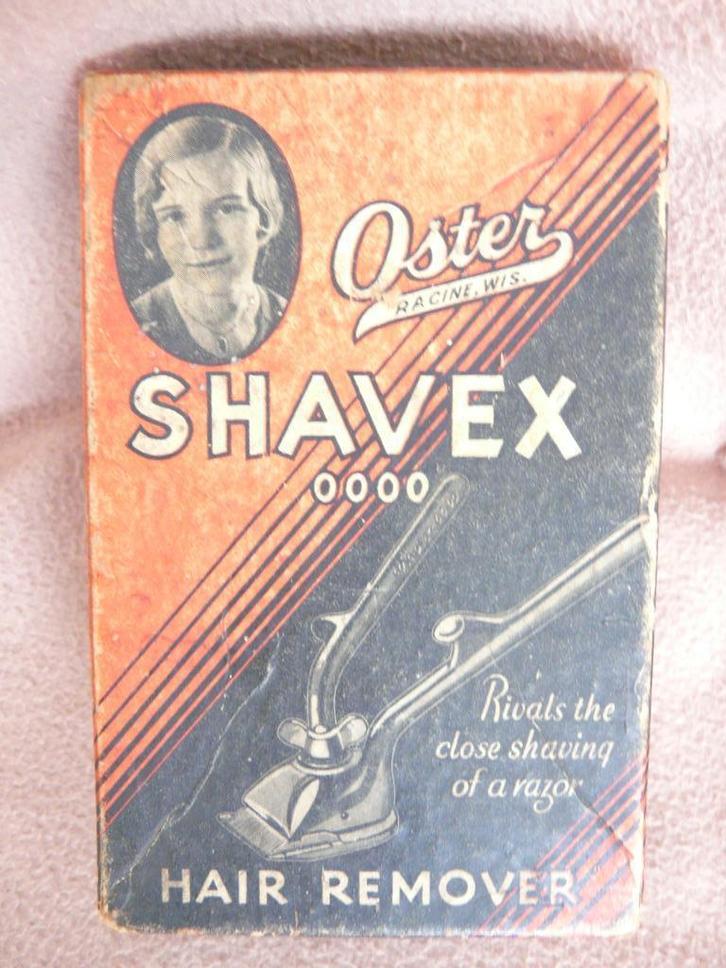 Oster
RACINE, WIS.
SHAVEX
0000
Rivals the
close shaving
of a razor
HAIR REMOVER